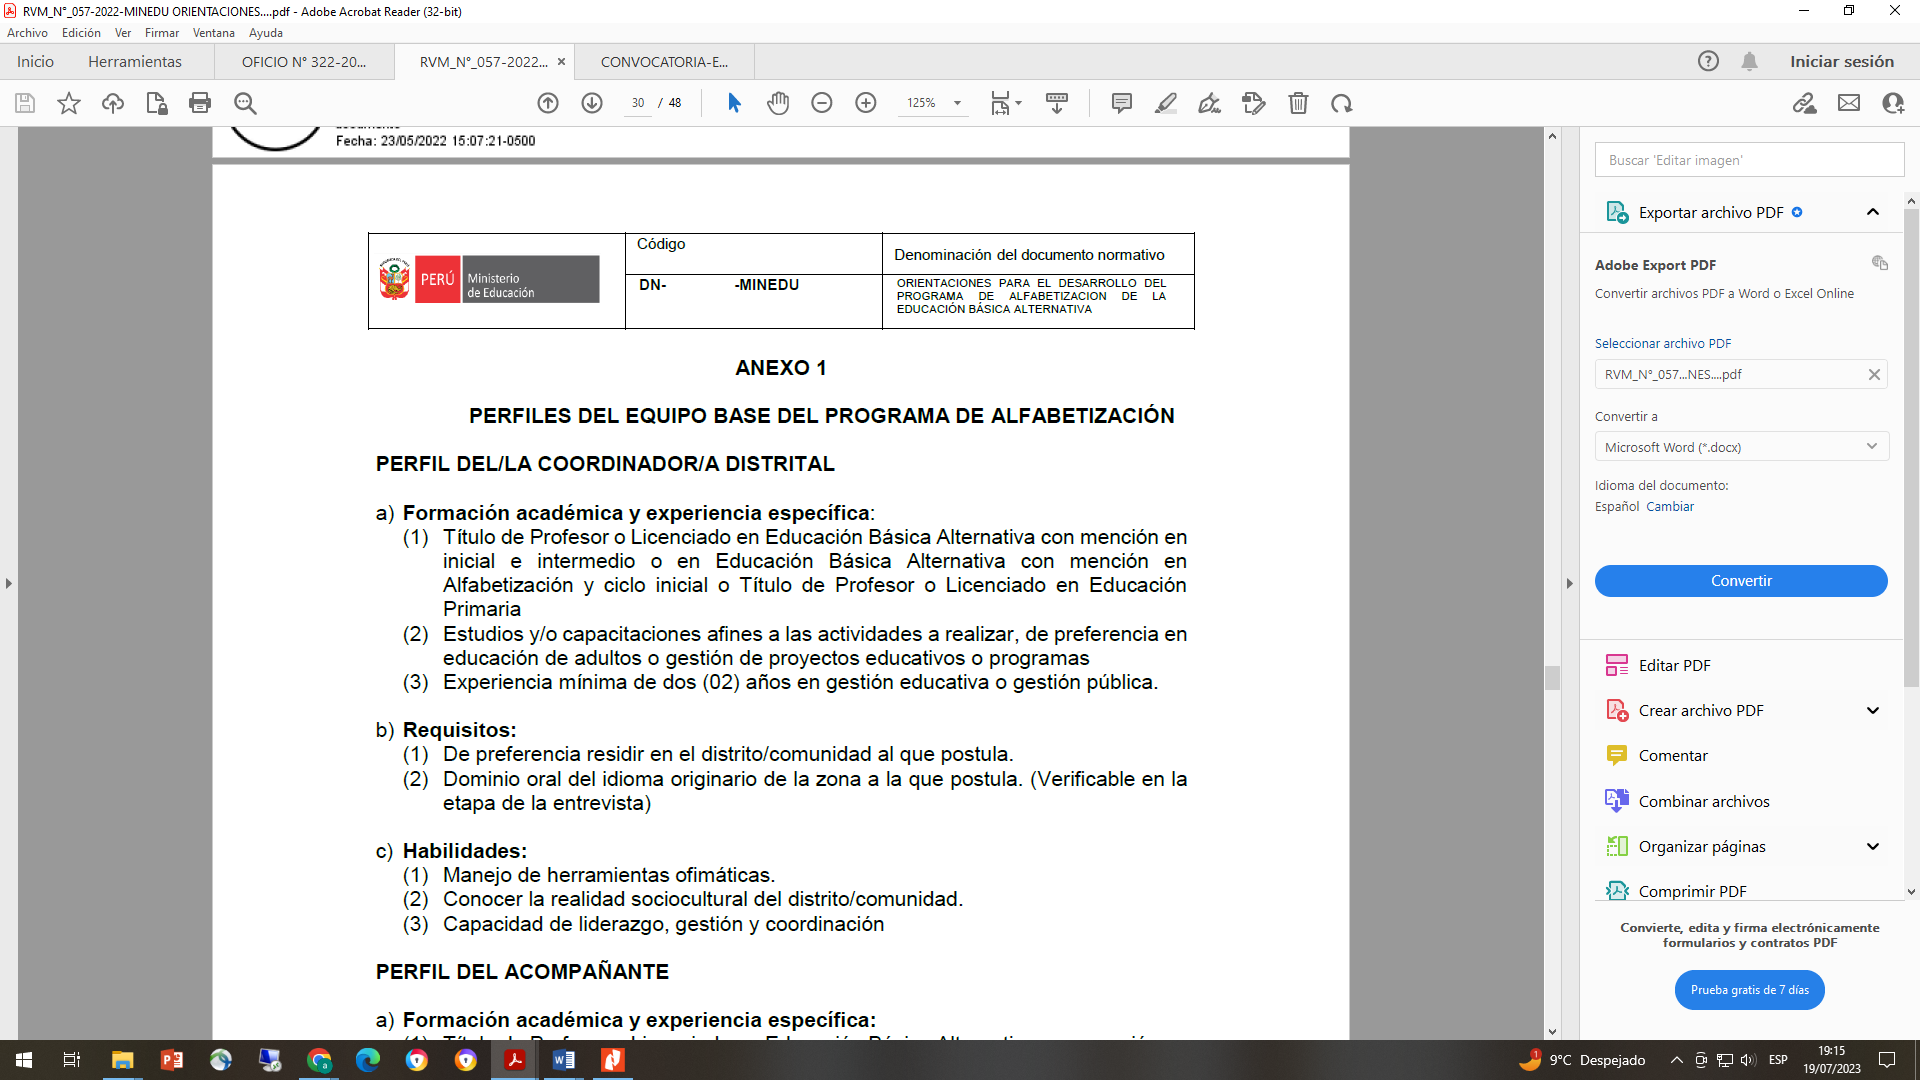 RVM_N°_057-2022-MINEDU ORIENTACIONES....pdf - Adobe Acrobat Reader (32-bit)
Archivo Edición Ver Firmar Ventana Ayuda
Inicio Herramientas OFICIO N° 322-20... RVM_N°_057-2022... × CONVOCATORIA-E... Iniciar sesión
30 / 48 125%
Fecha: 23/05/2022 15:07:21-0500
Código
Denominación del documento normativo
PERÚ Ministerio de Educación
DN- -MINEDU
ORIENTACIONES PARA EL DESARROLLO DEL
PROGRAMA DE ALFABETIZACION DE LA
EDUCACIÓN BÁSICA ALTERNATIVA
ANEXO 1
PERFILES DEL EQUIPO BASE DEL PROGRAMA DE ALFABETIZACIÓN
PERFIL DEL/LA COORDINADOR/A DISTRITAL
a) Formación académica y experiencia específica:
(1) Título de Profesor o Licenciado en Educación Básica Alternativa con mención en
inicial e intermedio o en Educación Básica Alternativa con mención en
Alfabetización y ciclo inicial o Título de Profesor o Licenciado en Educación
Primaria
(2) Estudios y/o capacitaciones afines a las actividades a realizar, de preferencia en
educación de adultos o gestión de proyectos educativos o programas
(3) Experiencia mínima de dos (02) años en gestión educativa o gestión pública.
b) Requisitos:
(1) De preferencia residir en el distrito/comunidad al que postula.
(2) Dominio oral del idioma originario de la zona a la que postula. (Verificable en la
etapa de la entrevista)
c) Habilidades:
(1) Manejo de herramientas ofimáticas.
(2) Conocer la realidad sociocultural del distrito/comunidad.
(3) Capacidad de liderazgo, gestión y coordinación
PERFIL DEL ACOMPAÑANTE
a) Formación académica y experiencia específica:
Buscar 'Editar imagen'
Exportar archivo PDF
Adobe Export PDF
Convertir archivos PDF a Word o Excel Online
Seleccionar archivo PDF
RVM_N°_057...NES....pdf
Convertir a
Microsoft Word (*.docx)
Idioma del documento:
Español Cambiar
Convertir
Editar PDF
Crear archivo PDF
Comentar
Combinar archivos
Organizar páginas
Comprimir PDF
Convierte, edita y firma electrónicamente
formularios y contratos PDF
Prueba gratis de 7 días
9°C Despejado ESP
19:15
19/07/2023